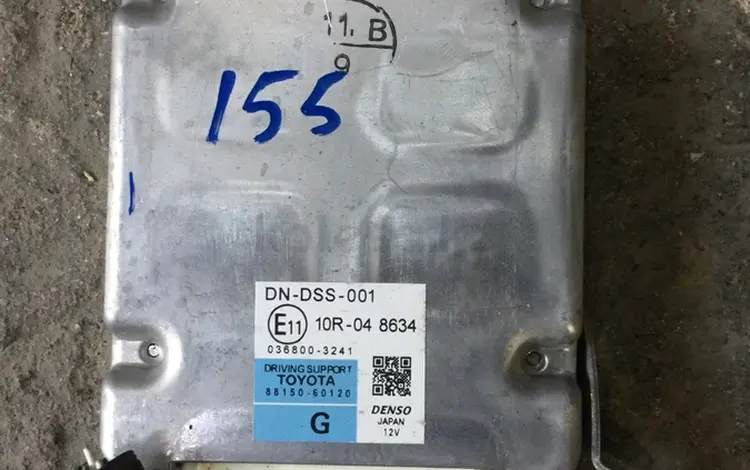 11. B
9
155
DN-DSS-001
E11 10R-04 8634
036800-3241
DRIVING SUPPORT
TOYOTA
88150-60120
G
DENSO
JAPAN
12V